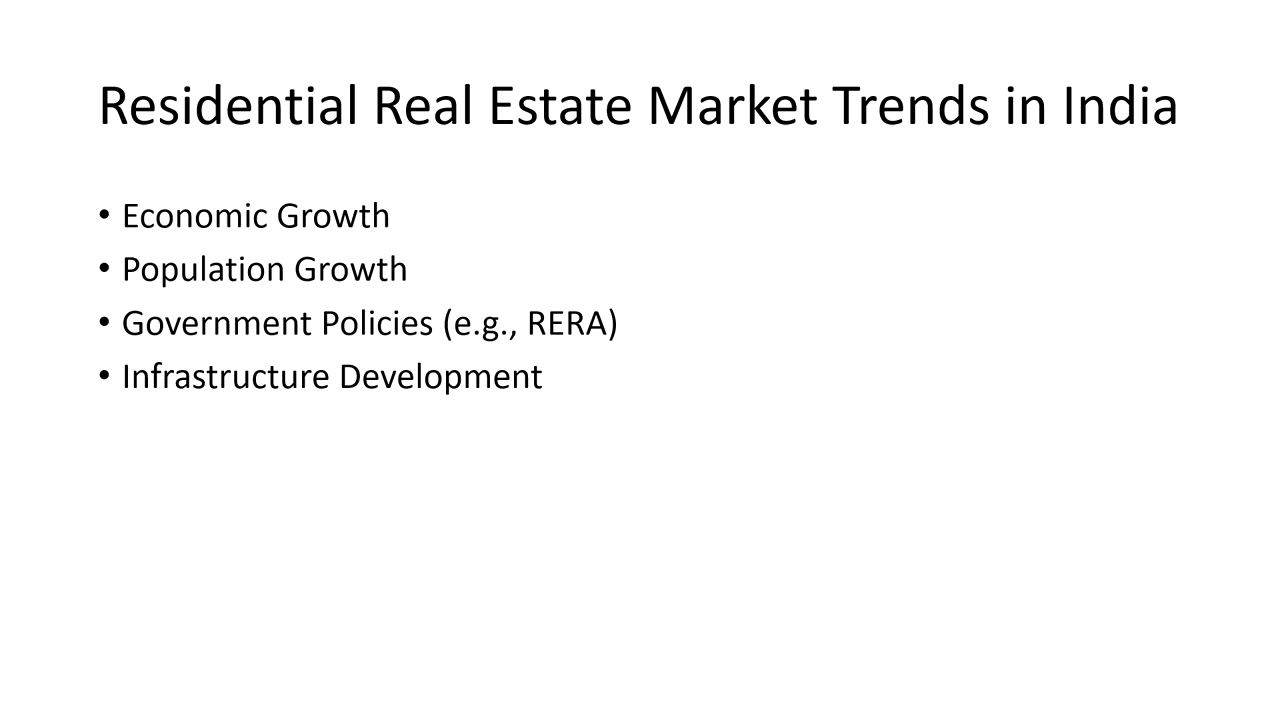 Residential Real Estate Market Trends in India
• Economic Growth
• Population Growth
• Government Policies (e.g., RERA)
• Infrastructure Development